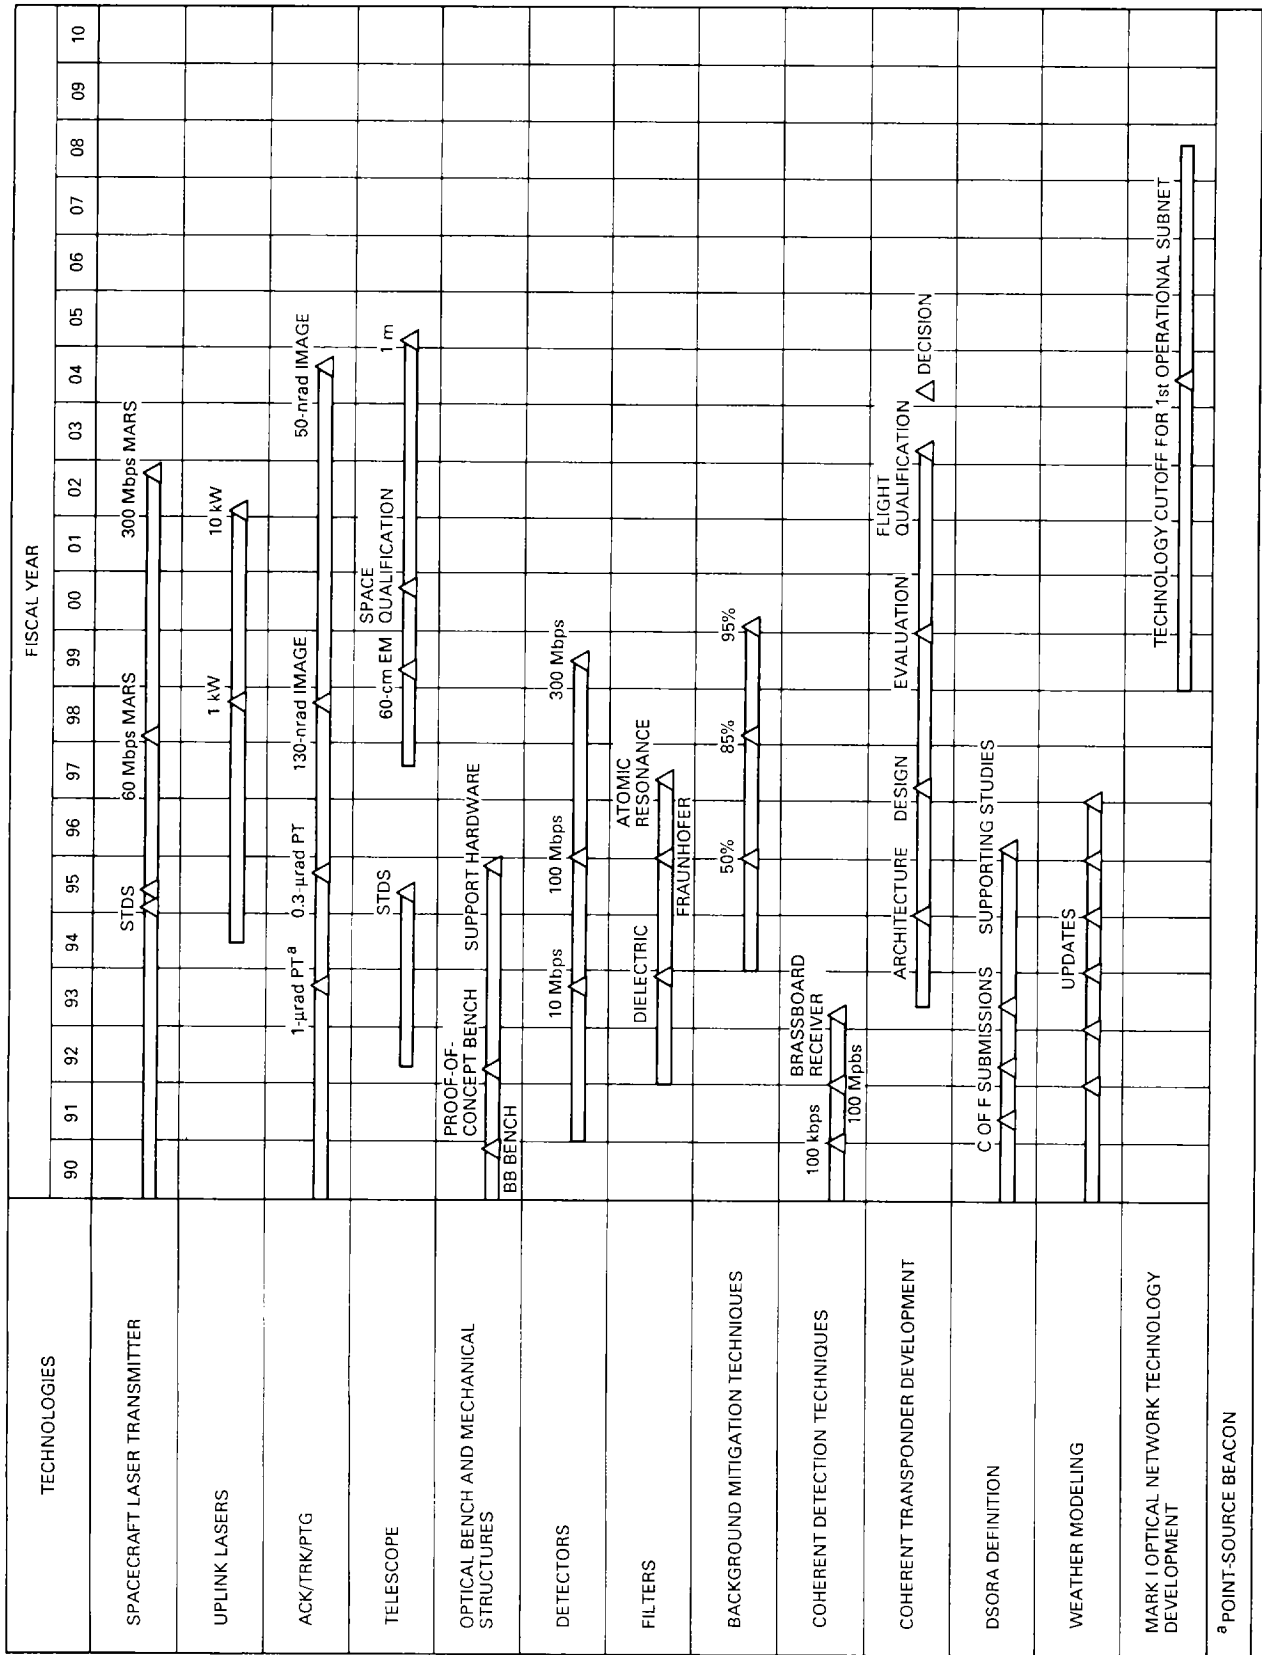 TECHNOLOGIES
FISCAL YEAR
90 91 92 93 94 95 96 97 98 99 00 01 02 03 04 05 06 07 08 09 10
SPACECRAFT LASER TRANSMITTER
STDS
60 Mbps MARS
300 Mbps MARS
UPLINK LASERS
1 kW
10 kW
ACK/TRK/PTG
1-μrad PTᵃ
0.3-μrad PT
130-nrad IMAGE
50-nrad IMAGE
TELESCOPE
STDS
60-cm EM
SPACE
QUALIFICATION
1 m
OPTICAL BENCH AND MECHANICAL
STRUCTURES
BB BENCH
PROOF-OF-
CONCEPT BENCH
SUPPORT HARDWARE
DETECTORS
10 Mbps
100 Mbps
300 Mbps
FILTERS
DIELECTRIC
FRAUNHOFER
ATOMIC
RESONANCE
BACKGROUND MITIGATION TECHNIQUES
50%
85%
95%
COHERENT DETECTION TECHNIQUES
100 kbps
100 Mpbs
BRASSBOARD
RECEIVER
COHERENT TRANSPONDER DEVELOPMENT
ARCHITECTURE
DESIGN
EVALUATION
FLIGHT
QUALIFICATION
DECISION
DSORA DEFINITION
C OF F SUBMISSIONS
SUPPORTING STUDIES
WEATHER MODELING
UPDATES
MARK I OPTICAL NETWORK TECHNOLOGY
DEVELOPMENT
TECHNOLOGY CUTOFF FOR 1st OPERATIONAL SUBNET
ᵃPOINT-SOURCE BEACON